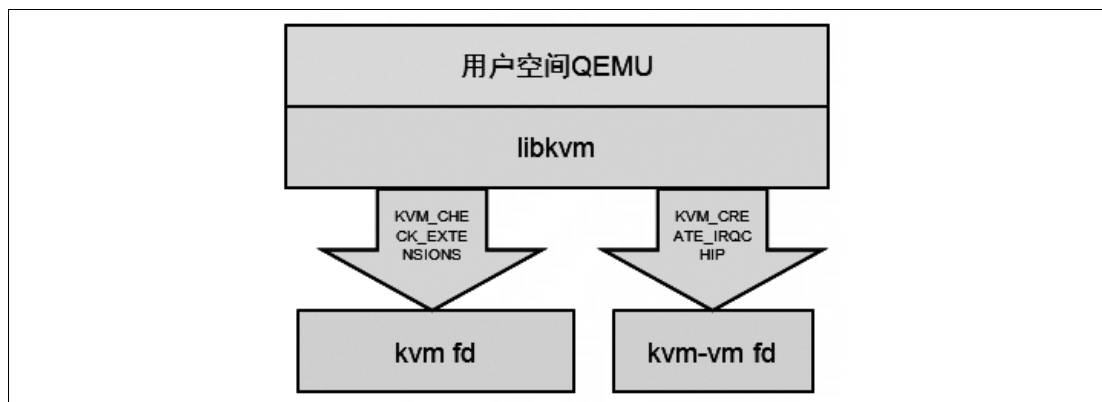 用户空间QEMU
libkvm
KVM_CHE
CK_EXTE
NSIONS
KVM_CRE
ATE_IRQC
HIP
kvm fd
kvm-vm fd